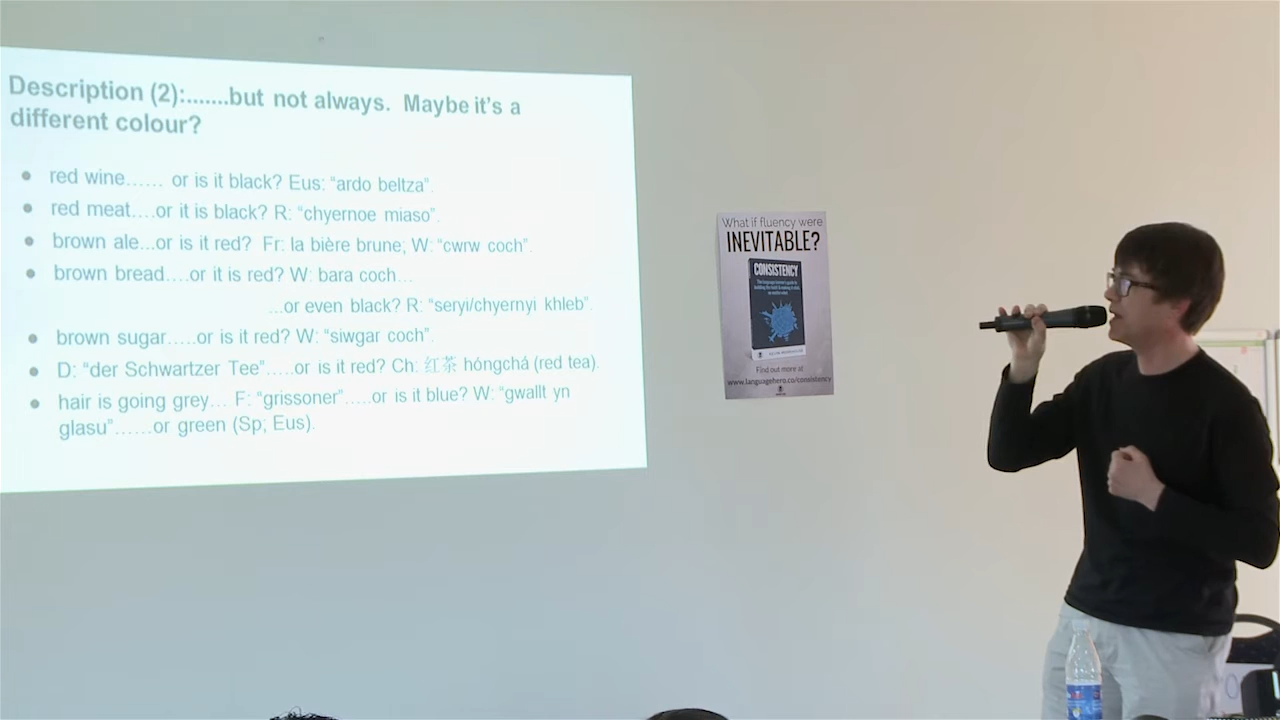 Description (2):.......but not always. Maybe it's a
different colour?
red wine…… or is it black? Eus: “ardo beltza”.
red meat….or it is black? R: “chyernoe miaso”.
brown ale...or is it red? Fr: la bière brune; W: “cwrw coch”.
brown bread….or it is red? W: bara coch…
...or even black? R: “seryi/chyernyi khleb”.
brown sugar…..or is it red? W: “siwgar coch”.
D: “der Schwartzer Tee”…..or is it red? Ch: 红茶 hóngchá (red tea).
hair is going grey… F: “grissoner”…..or is it blue? W: “gwallt yn
glasu”……or green (Sp; Eus).
What if fluency were
INEVITABLE?
CONSISTENCY
Find out more at
www.languagehero.co/consistency